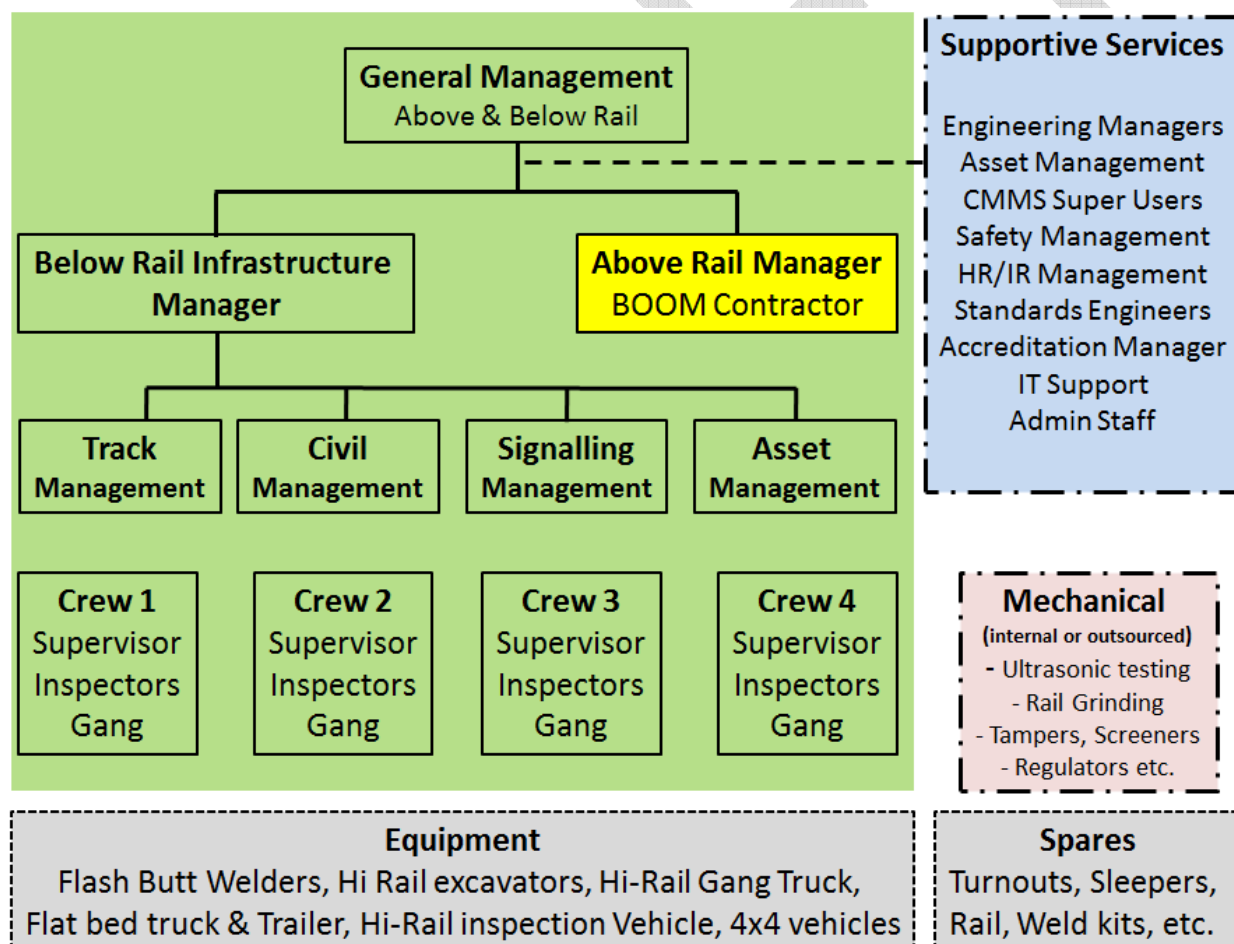 General Management
Above & Below Rail
Supportive Services
Engineering Managers
Asset Management
CMMS Super Users
Safety Management
HR/IR Management
Standards Engineers
Accreditation Manager
IT Support
Admin Staff
Below Rail Infrastructure
Manager
Above Rail Manager
BOOM Contractor
Track
Management
Civil
Management
Signalling
Management
Asset
Management
Crew 1
Supervisor
Inspectors
Gang
Crew 2
Supervisor
Inspectors
Gang
Crew 3
Supervisor
Inspectors
Gang
Crew 4
Supervisor
Inspectors
Gang
Mechanical
(internal or outsourced)
- Ultrasonic testing
- Rail Grinding
- Tampers, Screeners
- Regulators etc.
Equipment
Flash Butt Welders, Hi Rail excavators, Hi-Rail Gang Truck,
Flat bed truck & Trailer, Hi-Rail inspection Vehicle, 4x4 vehicles
Spares
Turnouts, Sleepers,
Rail, Weld kits, etc.